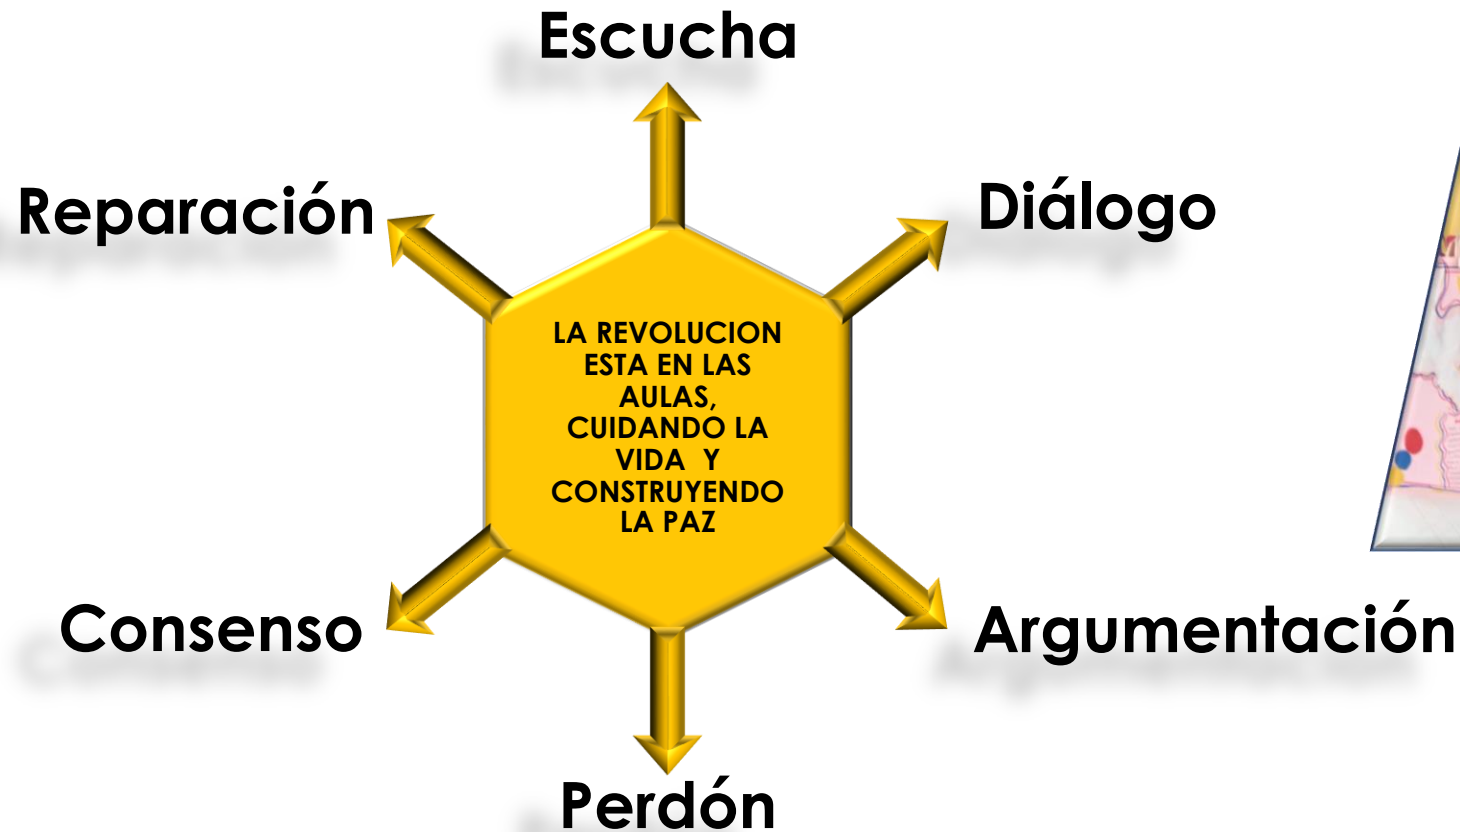 Escucha
Reparación
Diálogo
LA REVOLUCION
ESTA EN LAS
AULAS,
CUIDANDO LA
VIDA Y
CONSTRUYENDO
LA PAZ
Consenso
Argumentación
Perdón